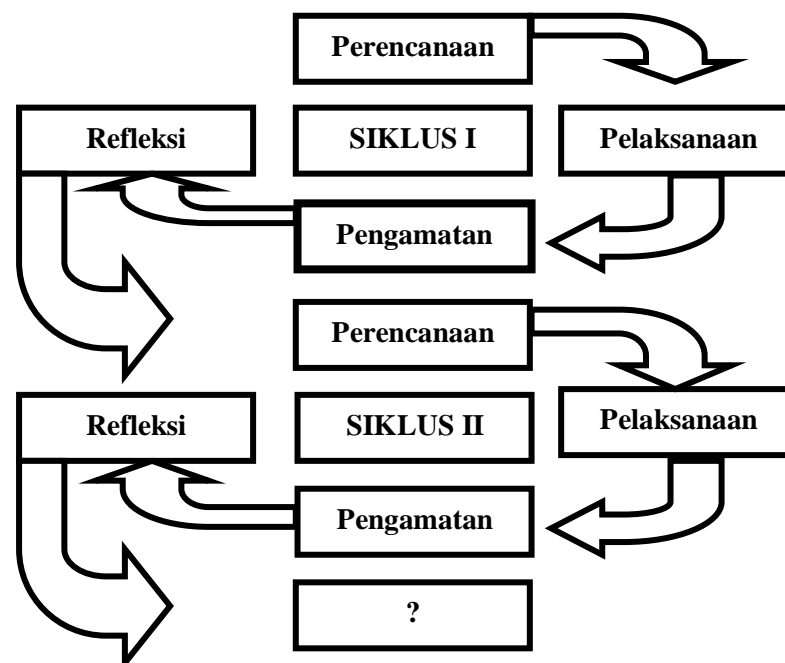 Perencanaan
Refleksi
SIKLUS I
Pelaksanaan
Pengamatan
Perencanaan
Refleksi
SIKLUS II
Pelaksanaan
Pengamatan
?